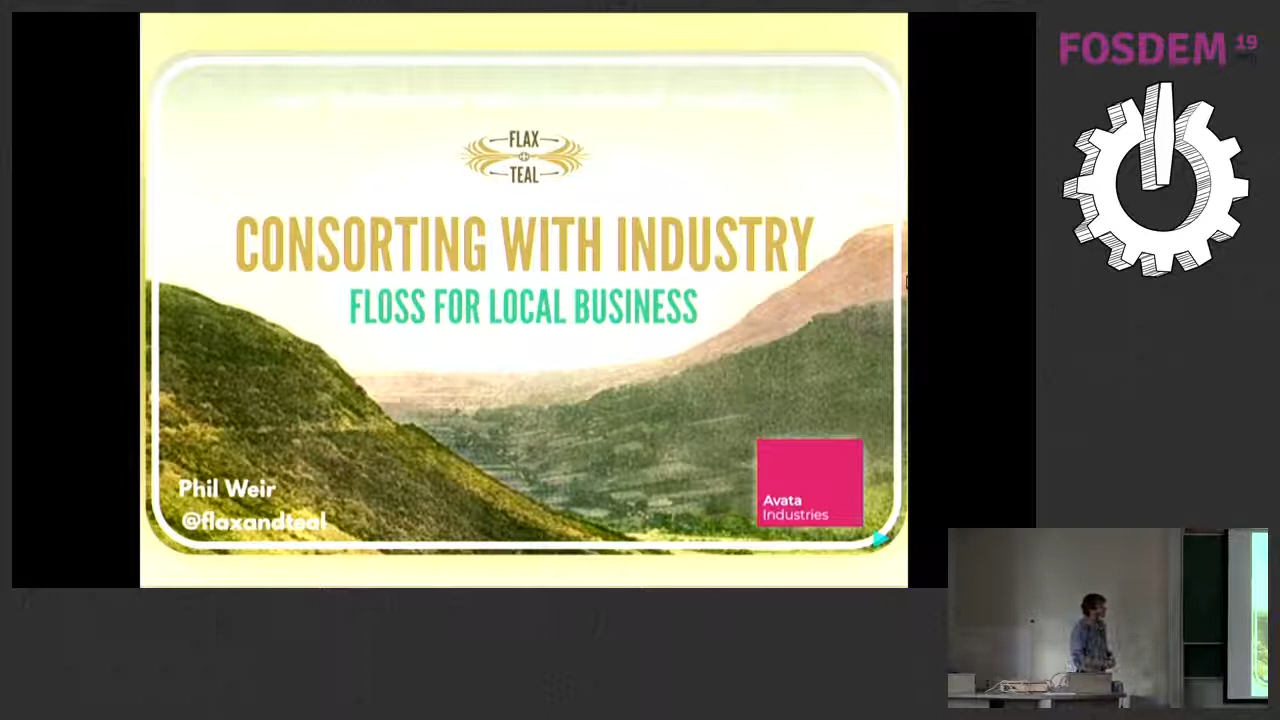 FLAX
TEAL
CONSORTING WITH INDUSTRY
FLOSS FOR LOCAL BUSINESS
Phil Weir
@flaxandteal
Avata
Industries
FOSDEM 19